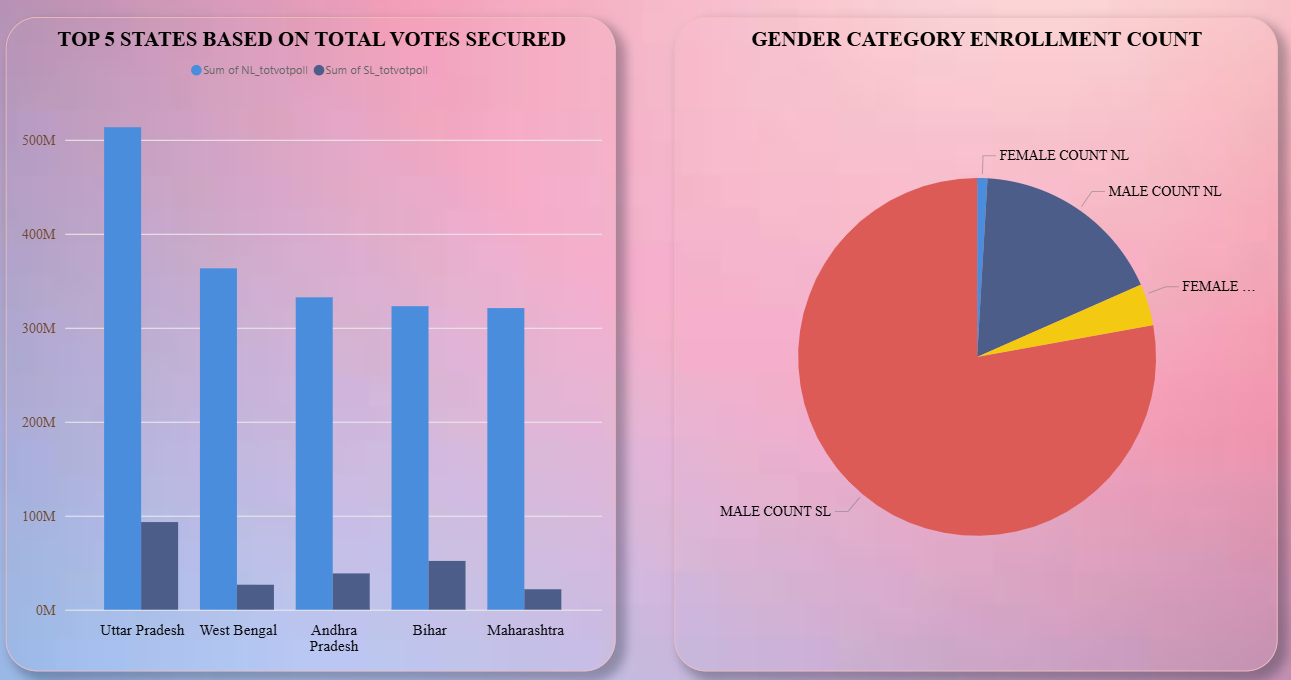 TOP 5 STATES BASED ON TOTAL VOTES SECURED
Sum of NL_totvotpoll Sum of SL_totvotpoll
500M
400M
300M
200M
100M
0M
Uttar Pradesh West Bengal Andhra Pradesh Bihar Maharashtra
GENDER CATEGORY ENROLLMENT COUNT
FEMALE COUNT NL
MALE COUNT NL
FEMALE …
MALE COUNT SL